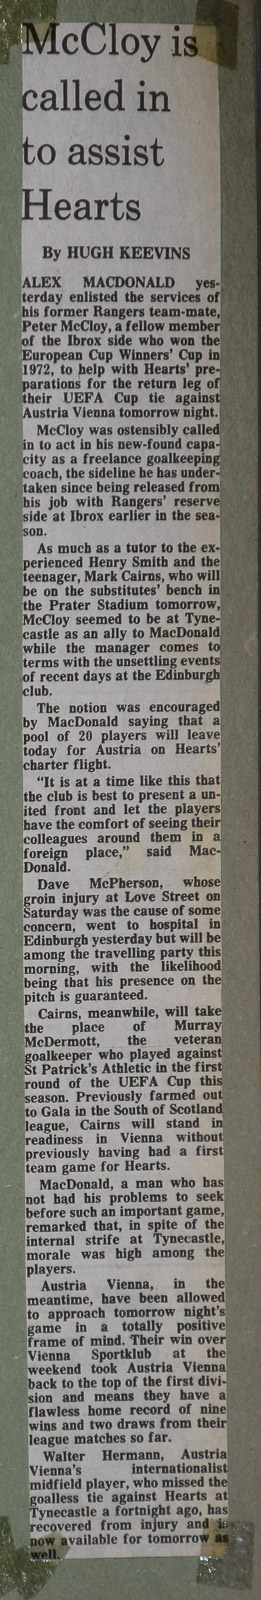 McCloy is
called in
to assist
Hearts
By HUGH KEEVINS
ALEX MACDONALD yes-
terday enlisted the services of
his former Rangers team-mate,
Peter McCloy, a fellow member
of the Ibrox side who won the
European Cup Winners' Cup in
1972, to help with Hearts' pre-
parations for the return leg of
their UEFA Cup tie against
Austria Vienna tomorrow night.
McCloy was ostensibly called
in to act in his new-found capa-
city as a freelance goalkeeping
coach, the sideline he has under-
taken since being released from
his job with Rangers' reserve
side at Ibrox earlier in the sea-
son.
As much as a tutor to the ex-
perienced Henry Smith and the
teenager, Mark Cairns, who will
be on the substitutes' bench in
the Prater Stadium tomorrow,
McCloy seemed to be at Tyne-
castle as an ally to MacDonald
while the manager comes to
terms with the unsettling events
of recent days at the Edinburgh
club.
The notion was encouraged
by MacDonald saying that a
pool of 20 players will leave
today for Austria on Hearts'
charter flight.
"It is at a time like this that
the club is best to present a un-
ited front and let the players
have the comfort of seeing their
colleagues around them in a
foreign place," said Mac-
Donald.
Dave McPherson, whose
groin injury at Love Street on
Saturday was the cause of some
concern, went to hospital in
Edinburgh yesterday but will be
among the travelling party this
morning, with the likelihood
being that his presence on the
pitch is guaranteed.
Cairns, meanwhile, will take
the place of Murray
McDermott, the veteran
goalkeeper who played against
St Patrick's Athletic in the first
round of the UEFA Cup this
season. Previously farmed out
to Gala in the South of Scotland
league, Cairns will stand in
readiness in Vienna without
previously having had a first
team game for Hearts.
MacDonald, a man who has
not had his problems to seek
before such an important game,
remarked that, in spite of the
internal strife at Tynecastle,
morale was high among the
players.
Austria Vienna, in the
meantime, have been allowed
to approach tomorrow night's
game in a totally positive
frame of mind. Their win over
Vienna Sportklub at the
weekend took Austria Vienna
back to the top of the first divi-
sion and means they have a
flawless home record of nine
wins and two draws from their
league matches so far.
Walter Hermann, Austria
Vienna's internationalist
midfield player, who missed the
goalless tie against Hearts at
Tynecastle a fortnight ago, has
recovered from injury and is
now available for tomorrow as
well.